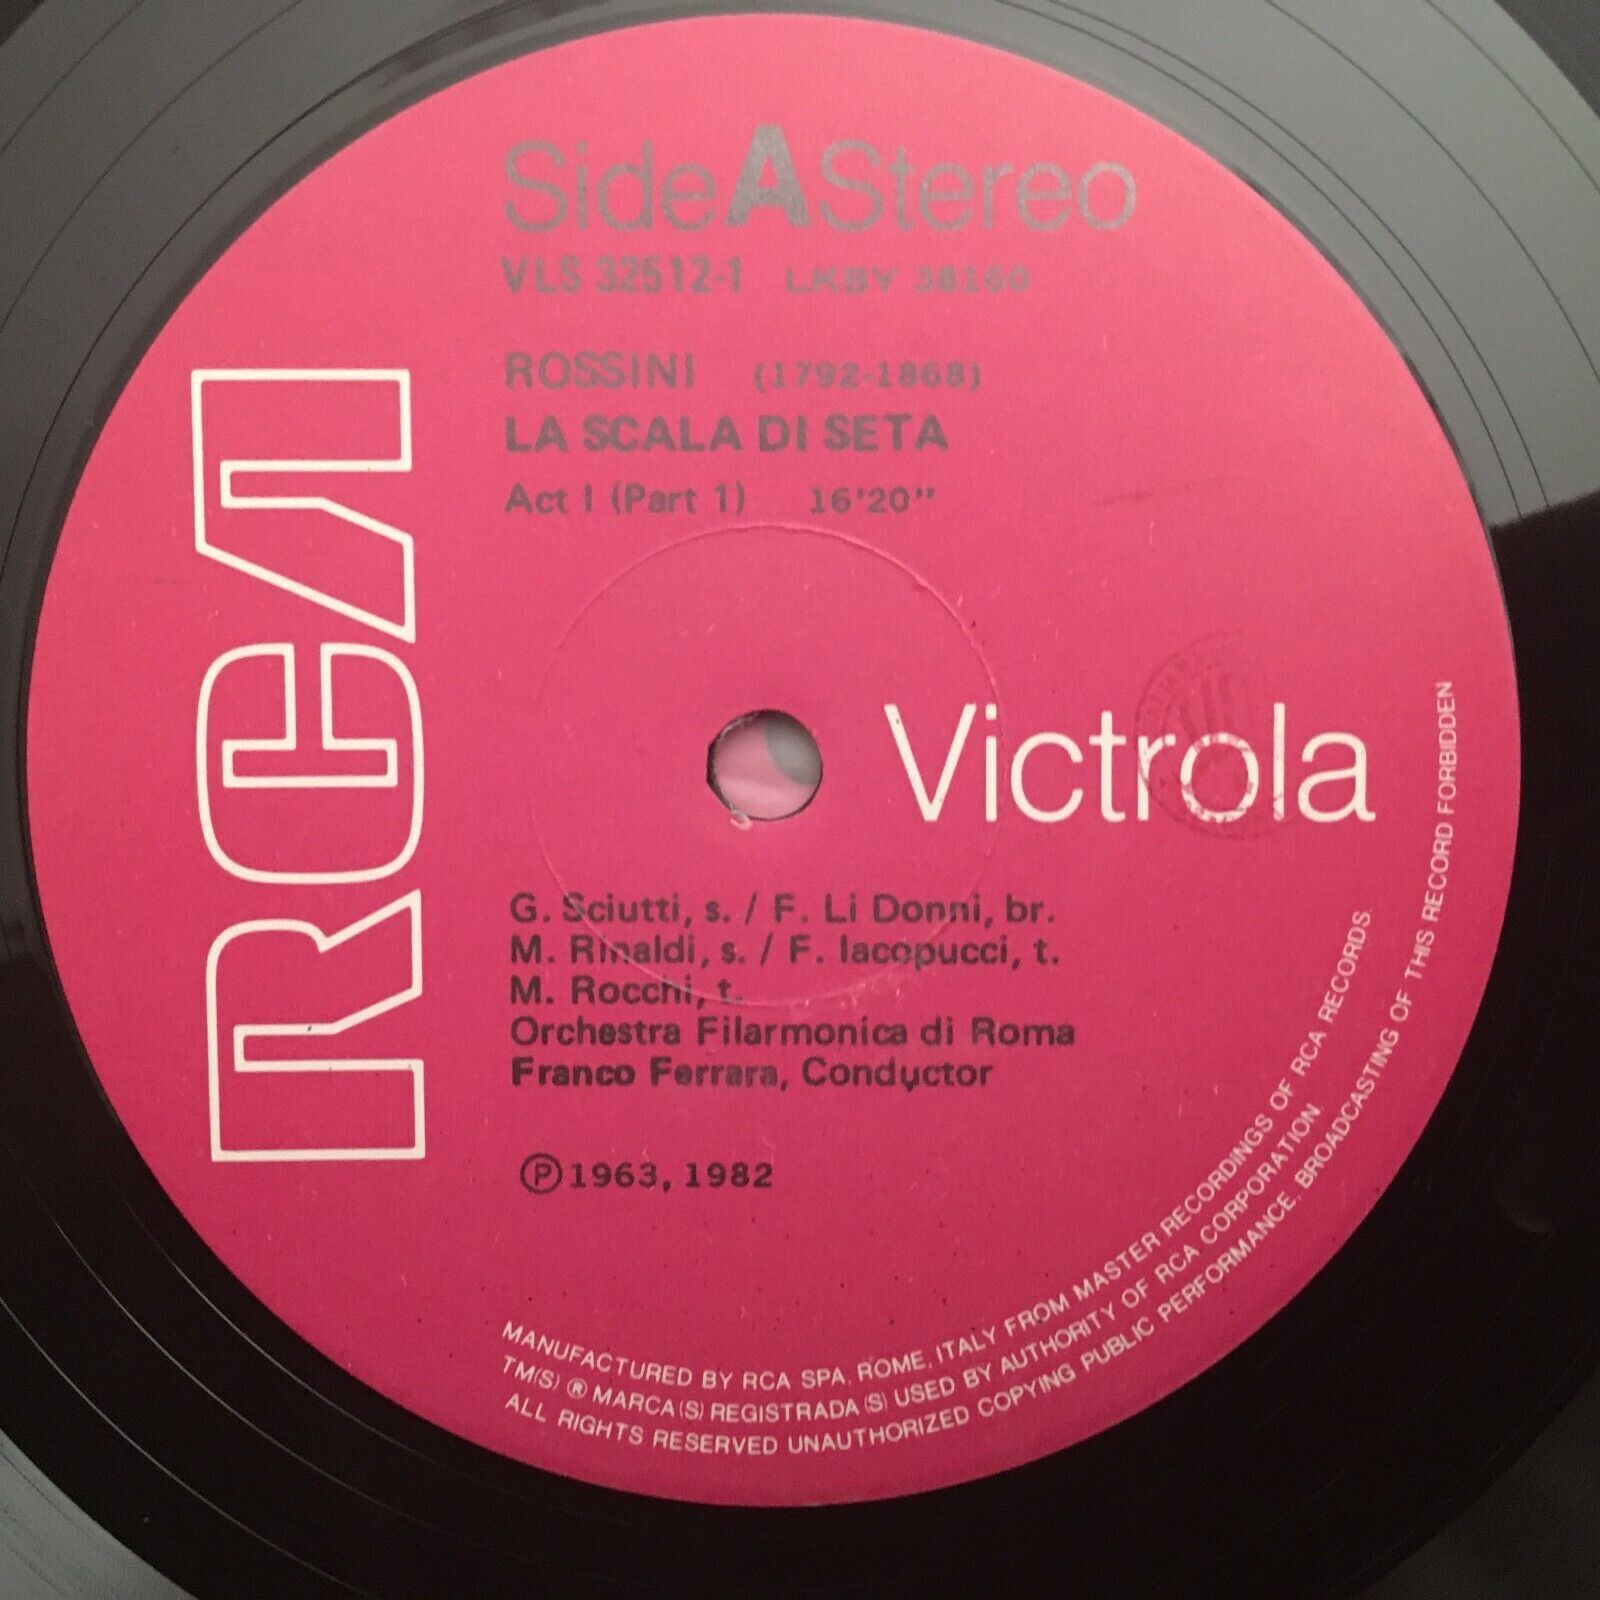 Side A Stereo
VLS 32512-1 LKBY 38160
ROSSINI (1792-1868)
LA SCALA DI SETA
Act I (Part 1) 16'20"
RCA
Victrola
G. Sciutti, s. / F. Li Donni, br.
M. Rinaldi, s. / F. Iacopucci, t.
M. Rocchi, t.
Orchestra Filarmonica di Roma
Franco Ferrara, Conductor
Ⓟ1963, 1982
MANUFACTURED BY RCA SPA, ROME, ITALY FROM MASTER RECORDINGS OF RCA RECORDS
TM(S) ® MARCA(S) REGISTRADA(S) USED BY AUTHORITY OF RCA CORPORATION
ALL RIGHTS RESERVED UNAUTHORIZED COPYING PUBLIC PERFORMANCE, BROADCASTING OF THIS RECORD FORBIDDEN